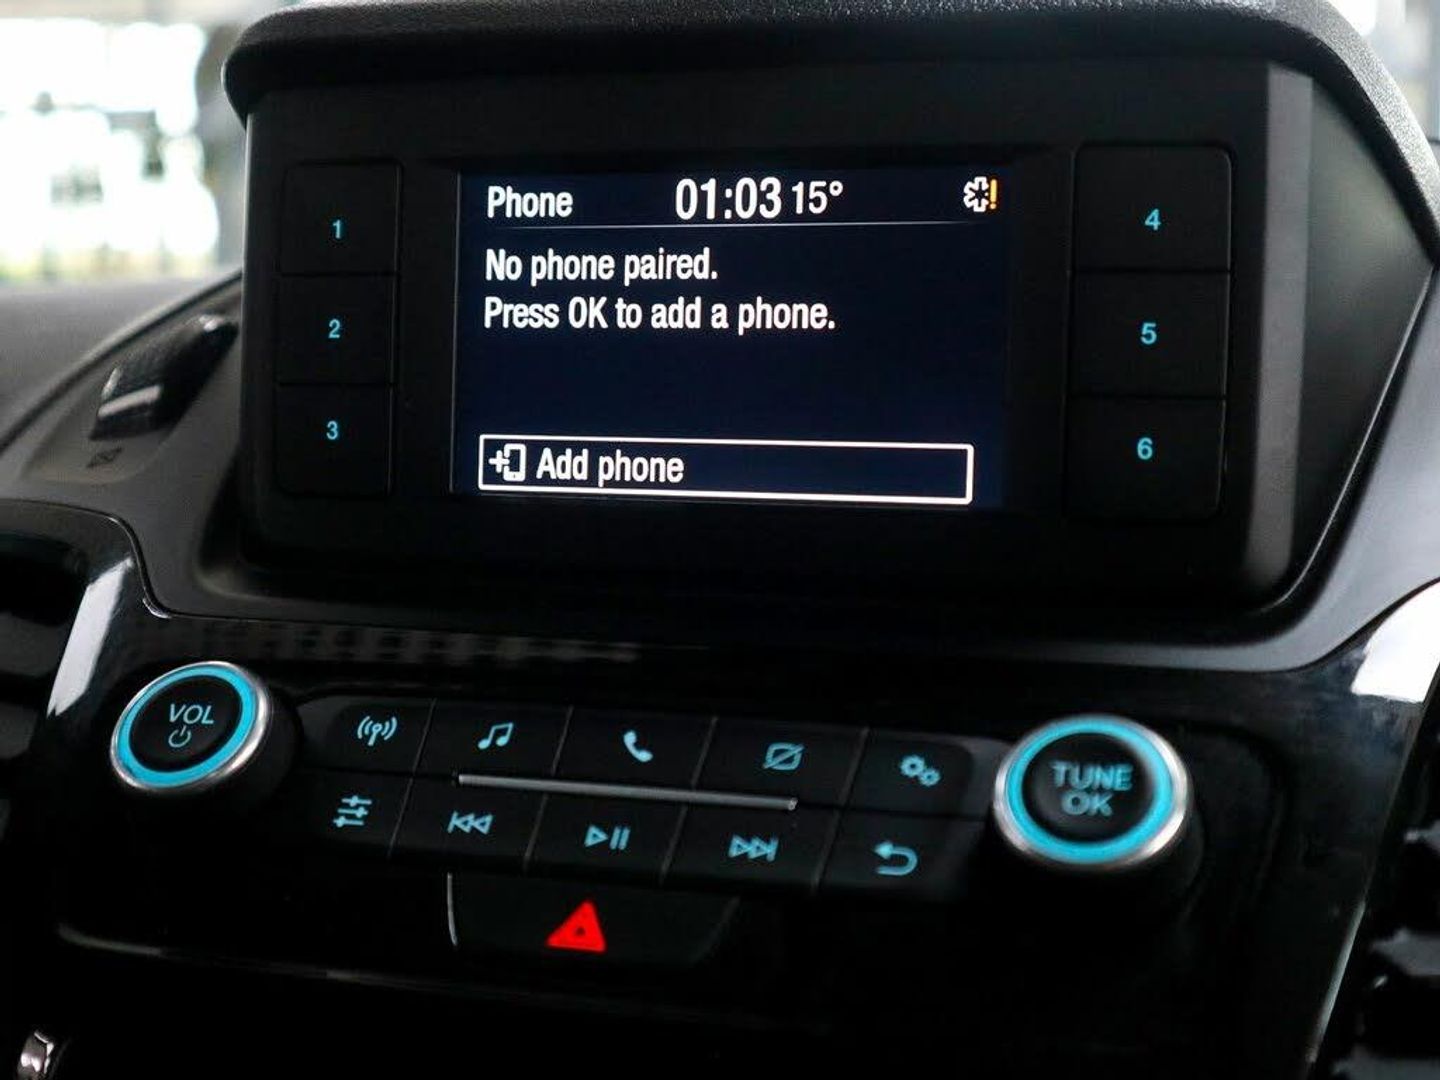 Phone 01:03 15°
No phone paired.
Press OK to add a phone.
Add phone
1
2
3
4
5
6
VOL
TUNE
OK